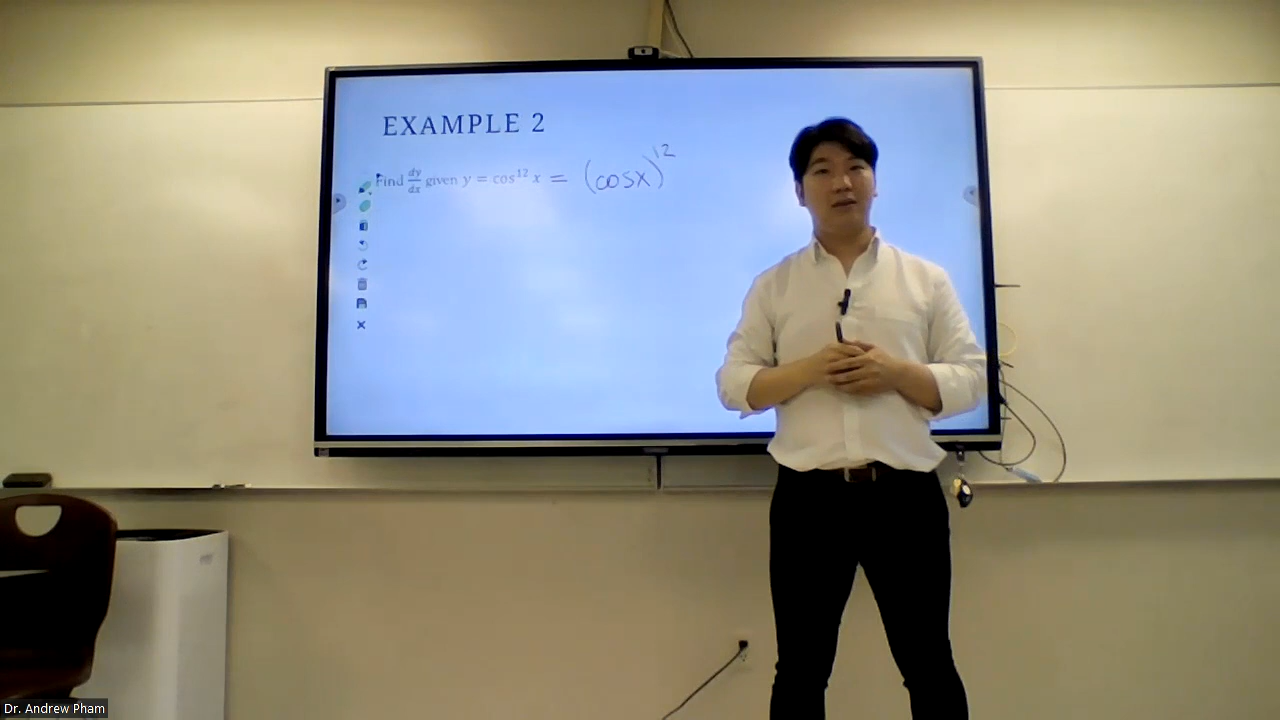 EXAMPLE 2
Find dy/dx given y = cos¹² x = (cosx)¹²
Dr. Andrew Pham